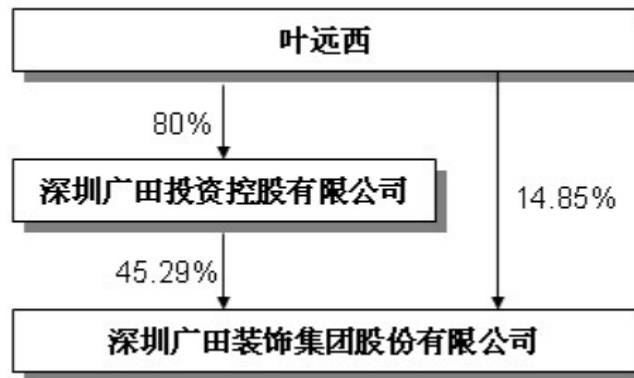 叶远西
80%
深圳广田投资控股有限公司
14.85%
45.29%
深圳广田装饰集团股份有限公司